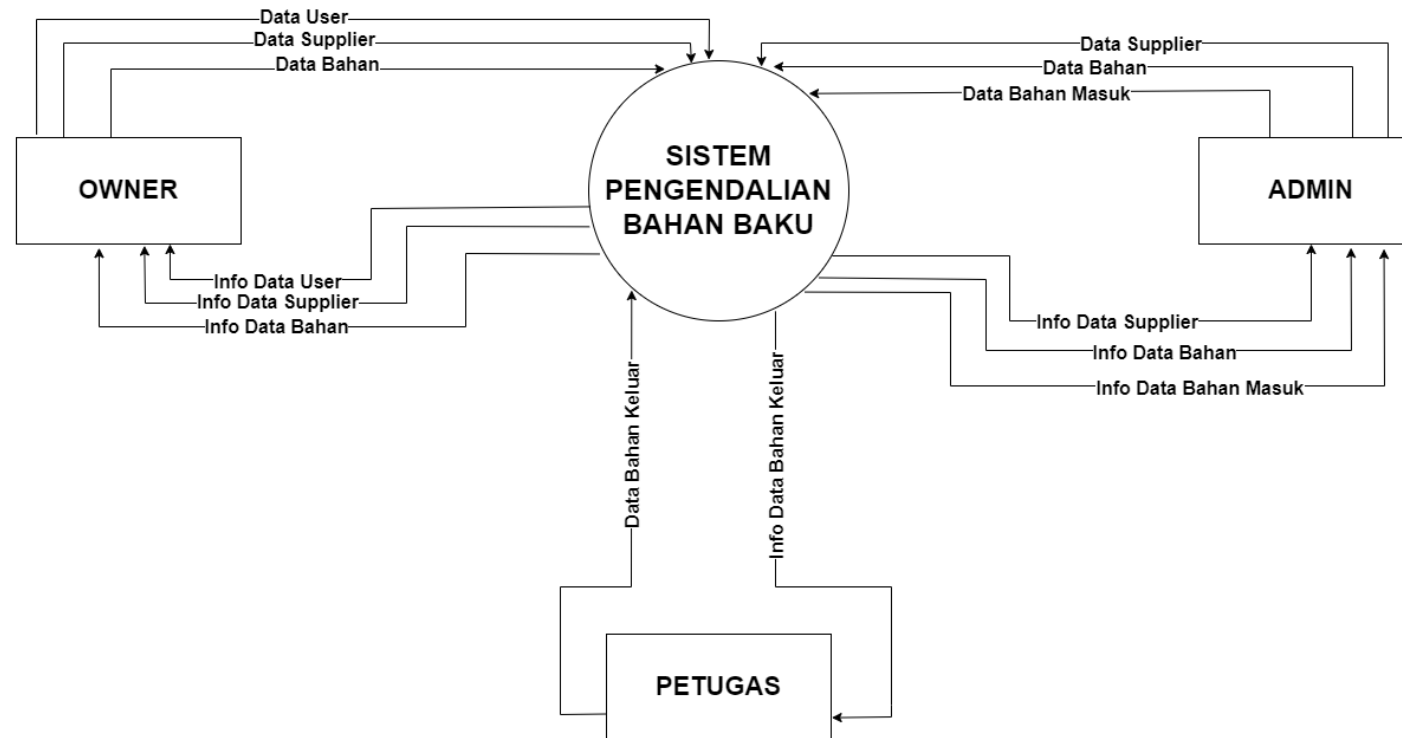 Data User
Data Supplier
Data Bahan
Data Supplier
Data Bahan
Data Bahan Masuk
OWNER
SISTEM
PENGENDALIAN
BAHAN BAKU
ADMIN
Info Data User
Info Data Supplier
Info Data Bahan
Info Data Supplier
Info Data Bahan
Info Data Bahan Masuk
Data Bahan Keluar
Info Data Bahan Keluar
PETUGAS